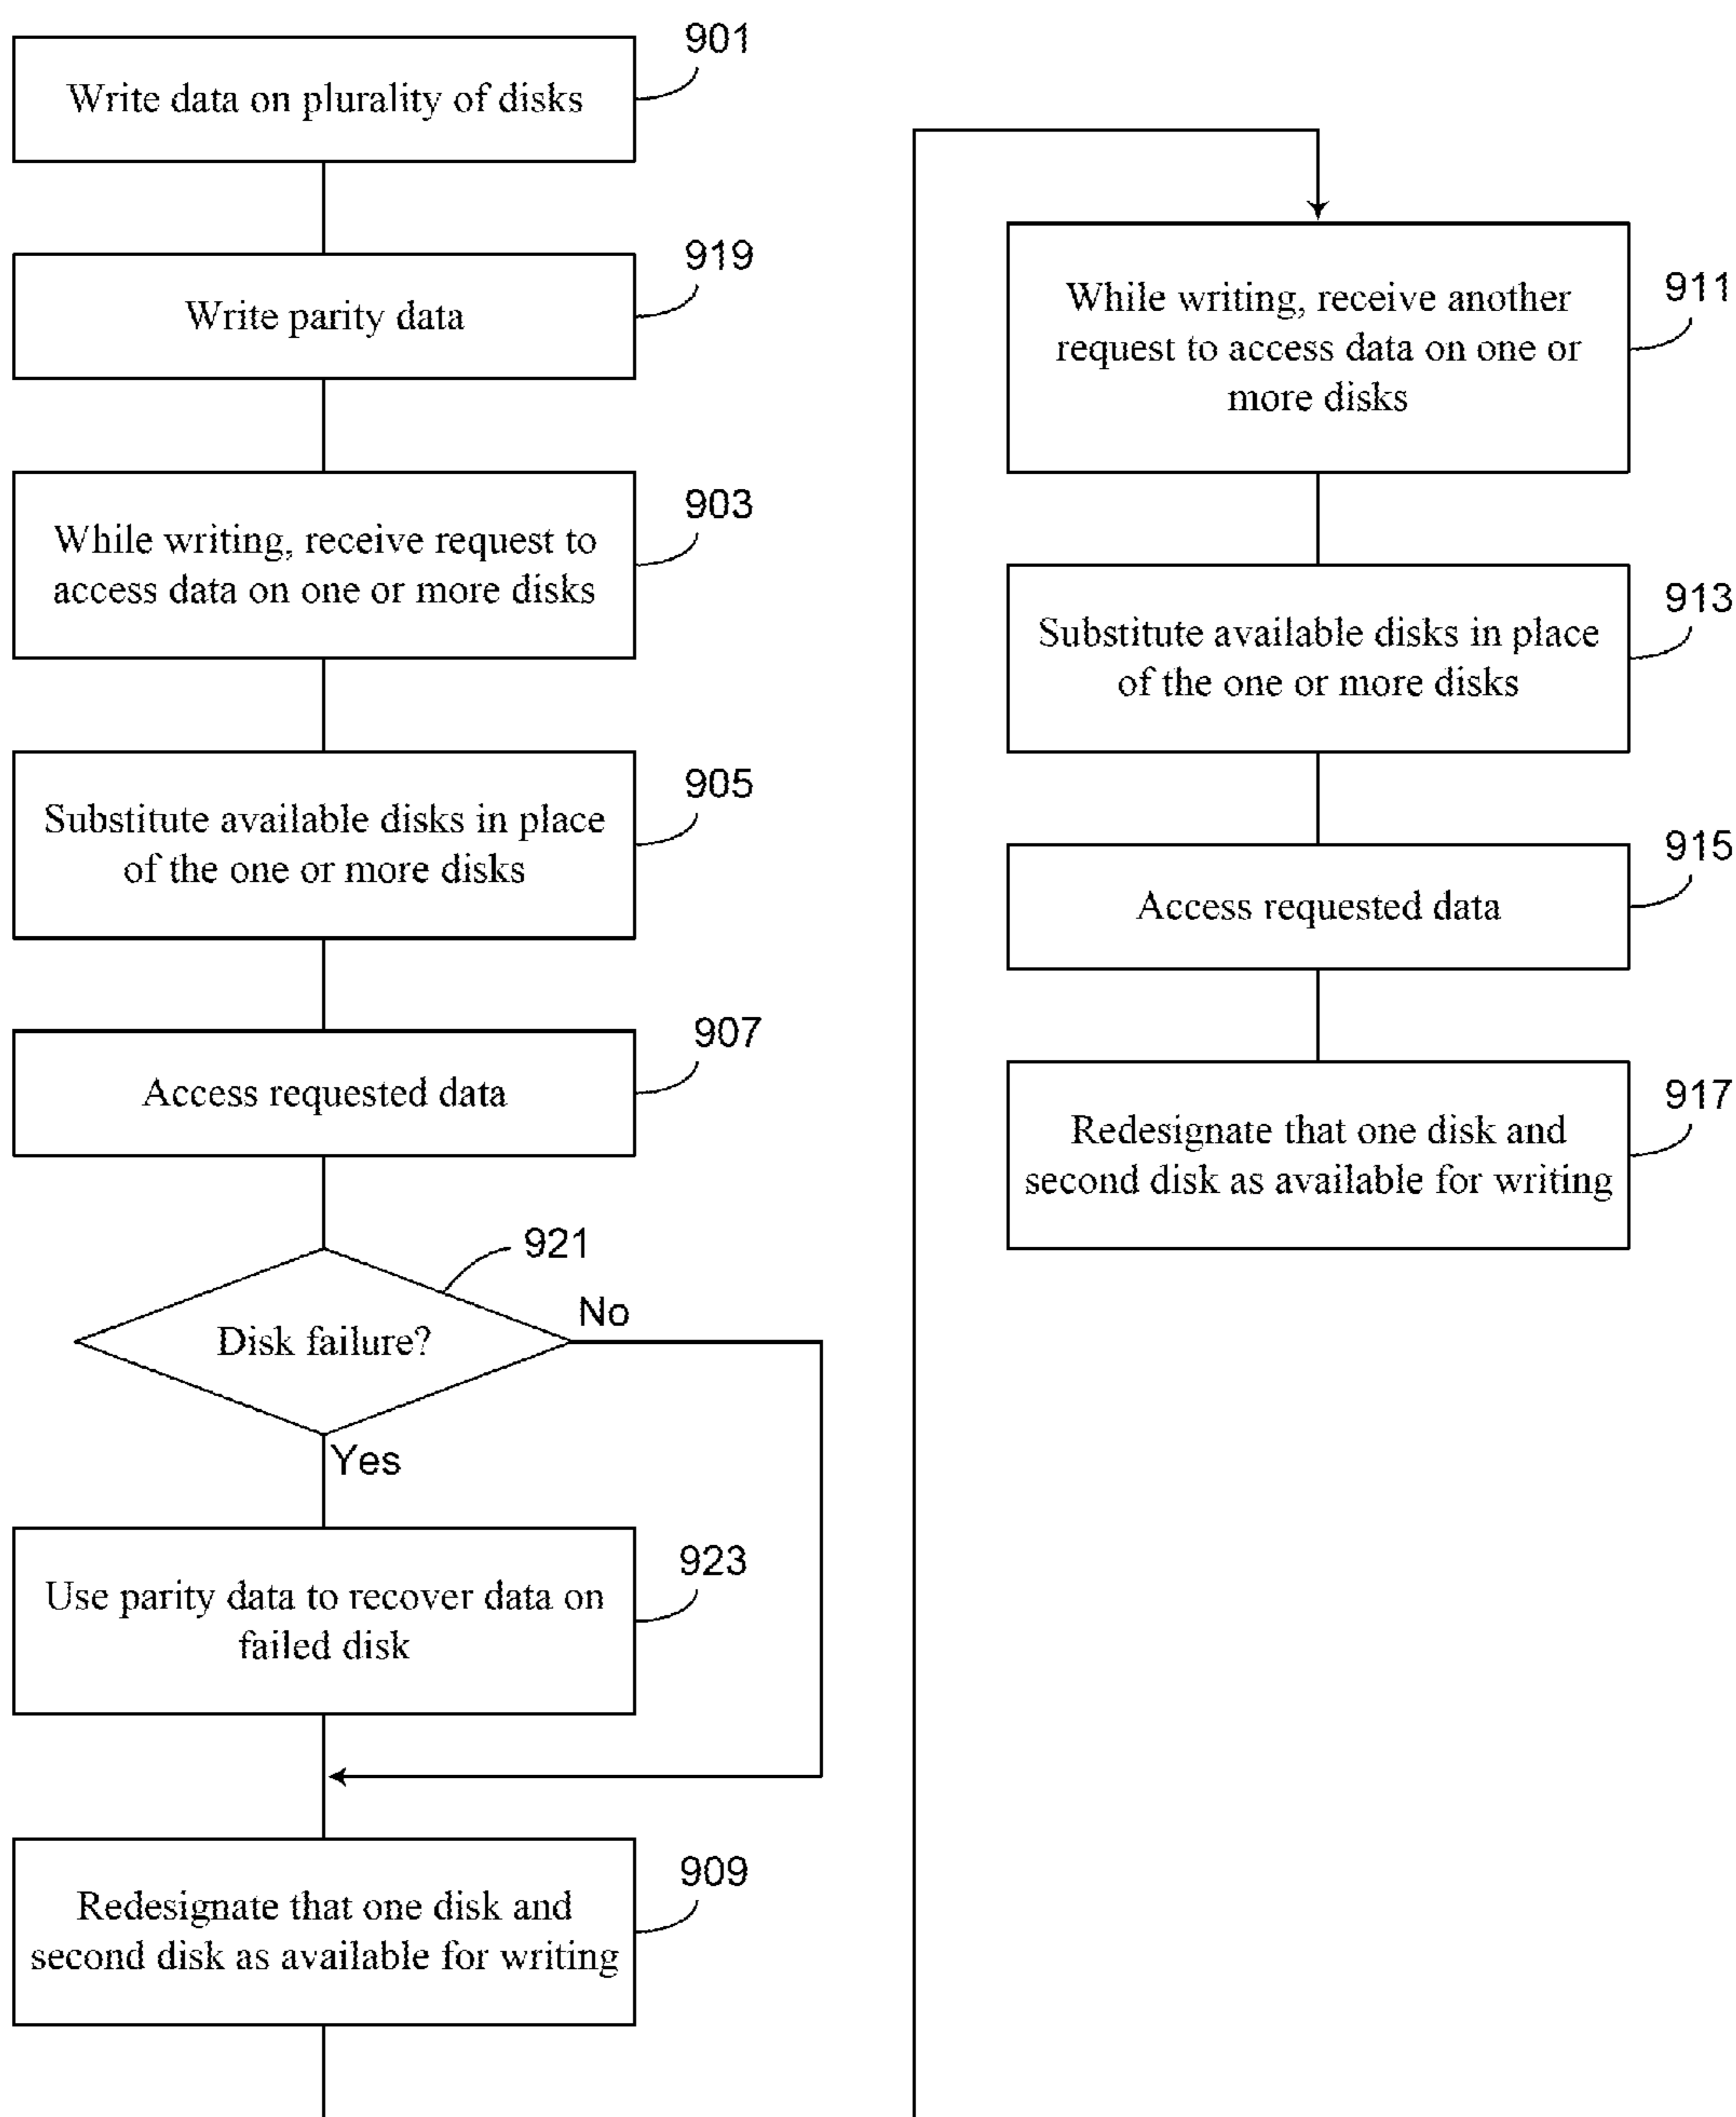 901
Write data on plurality of disks
919
Write parity data
903
While writing, receive request to
access data on one or more disks
905
Substitute available disks in place
of the one or more disks
907
Access requested data
921
Disk failure?
No
Yes
923
Use parity data to recover data on
failed disk
909
Redesignate that one disk and
second disk as available for writing
911
While writing, receive another
request to access data on one or
more disks
913
Substitute available disks in place
of the one or more disks
915
Access requested data
917
Redesignate that one disk and
second disk as available for writing